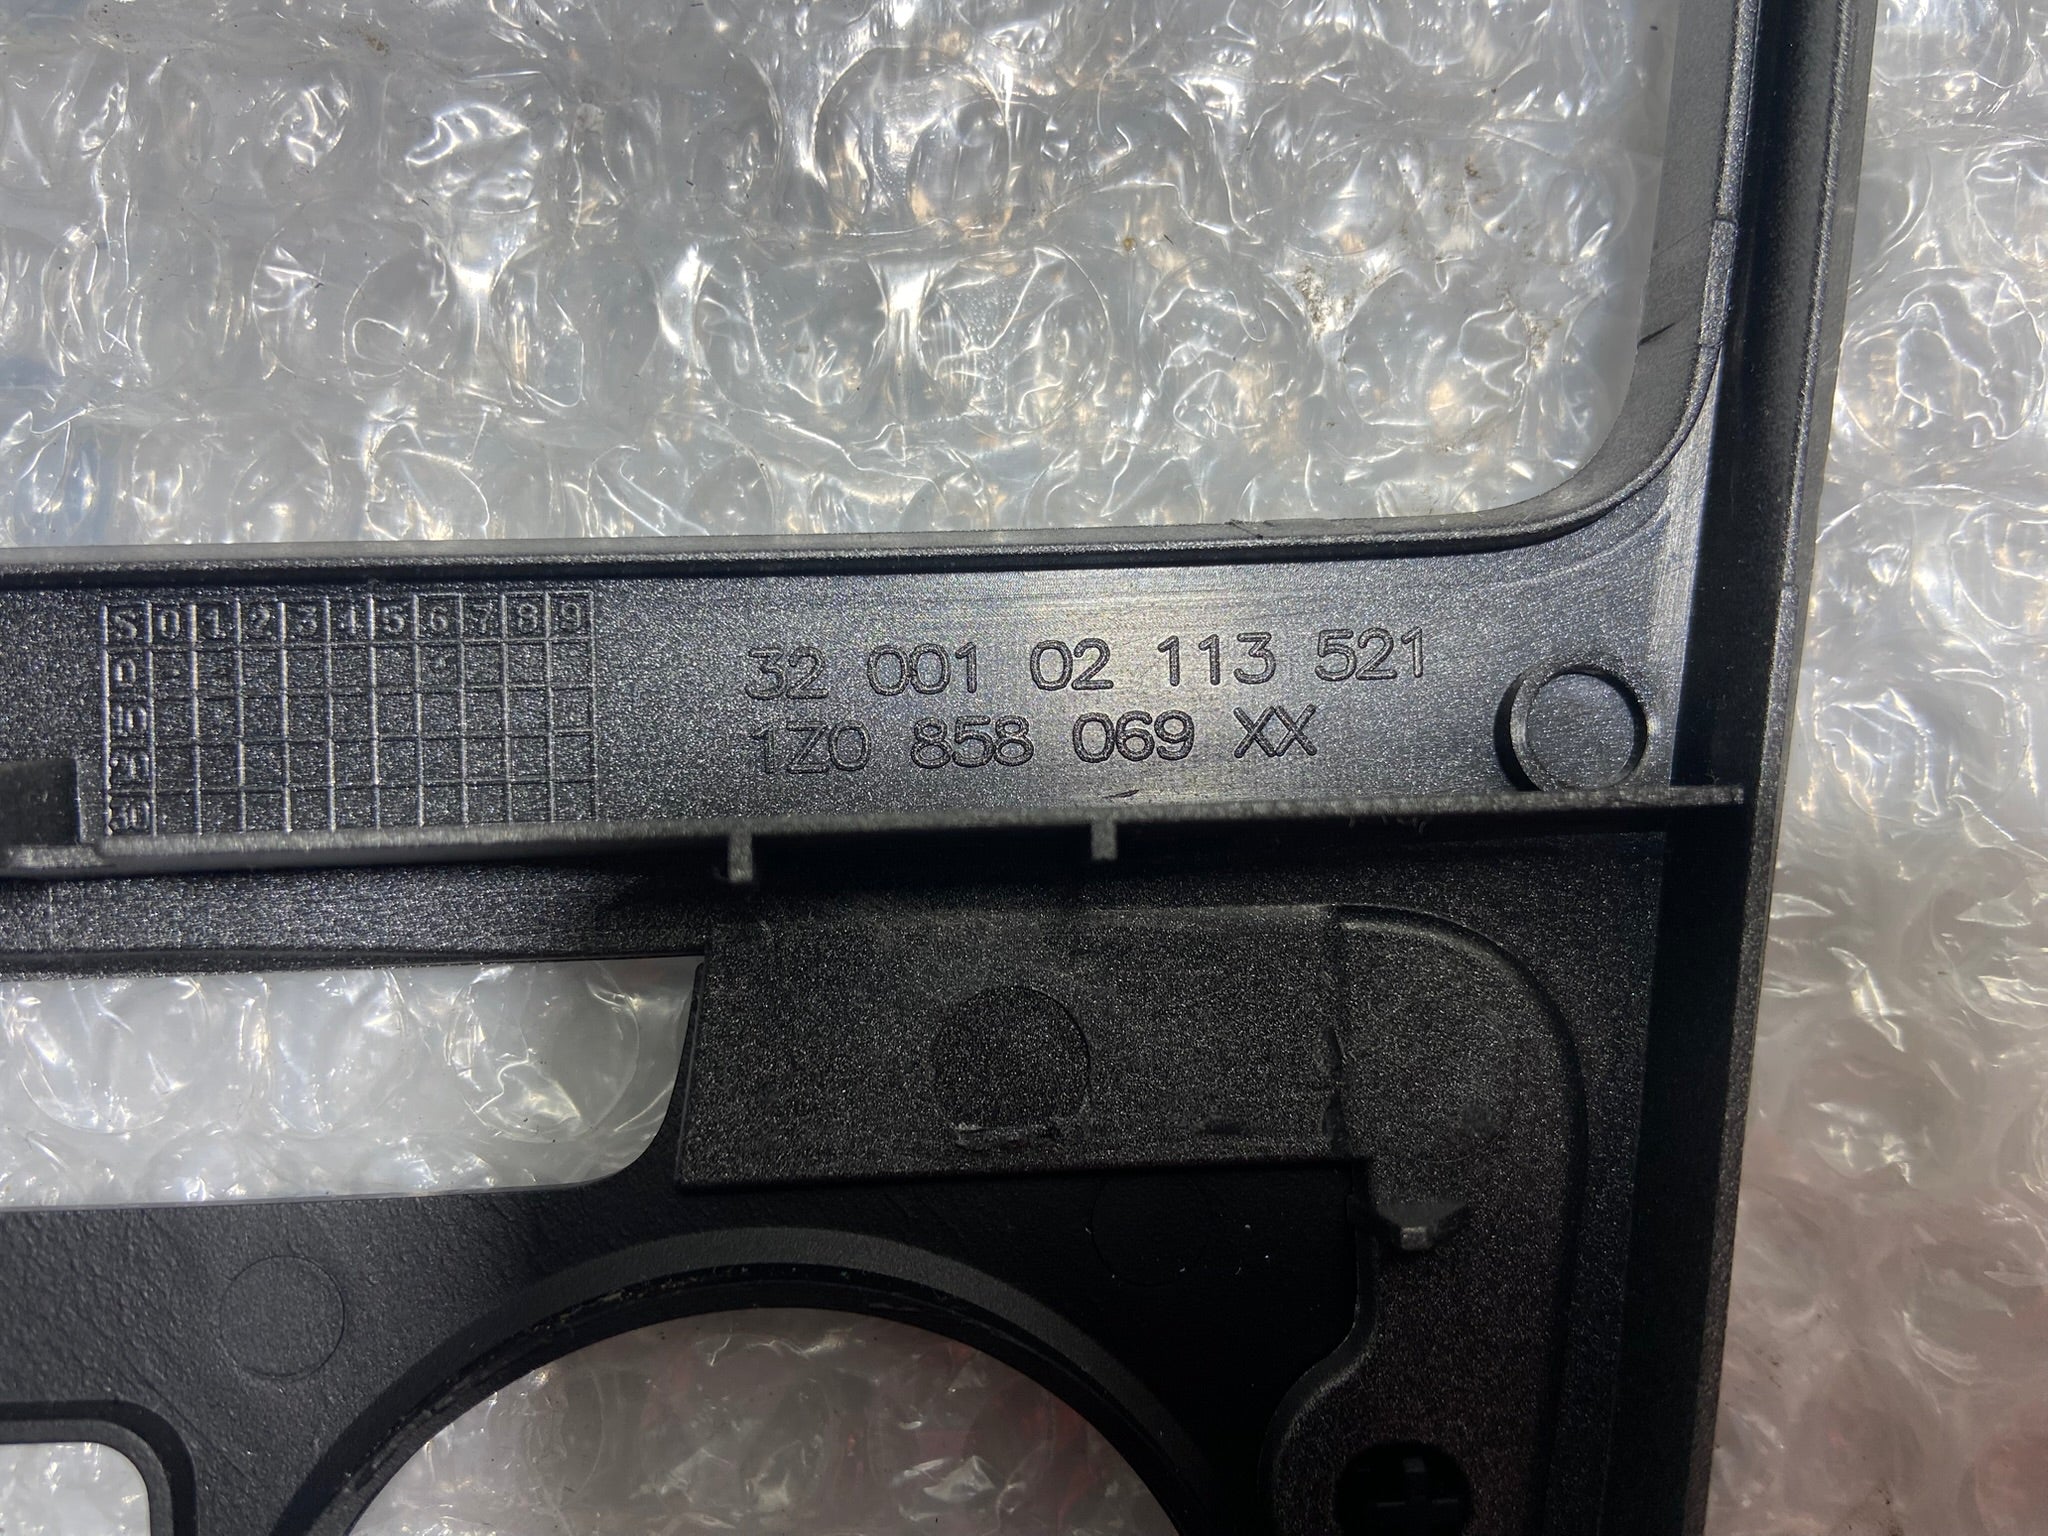 S 0 1 2 3 4 5 6 7 8 9
32 001 02 113 521
1Z0 858 069 XX